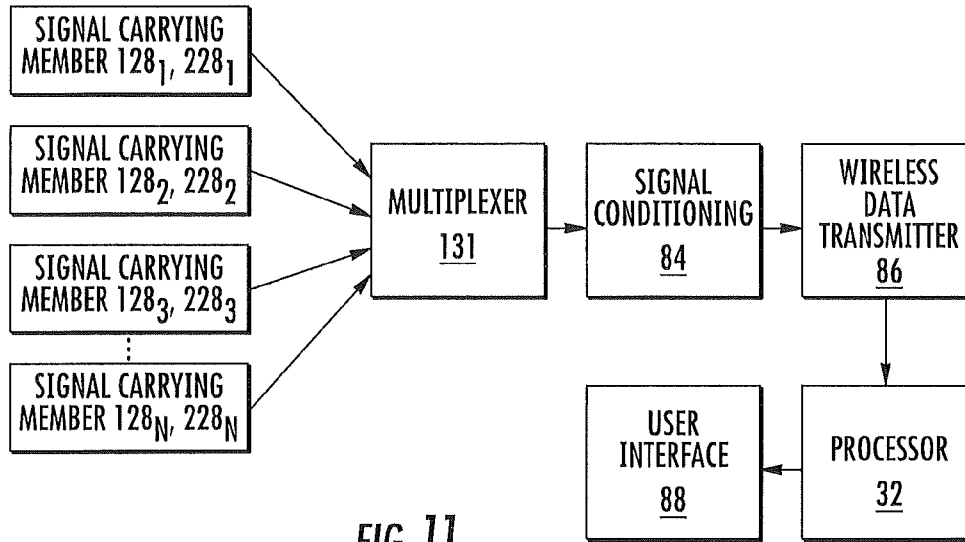 SIGNAL CARRYING
MEMBER 128₁, 228₁
SIGNAL CARRYING
MEMBER 128₂, 228₂
SIGNAL CARRYING
MEMBER 128₃, 228₃
SIGNAL CARRYING
MEMBER 128N, 228N
MULTIPLEXER
131
SIGNAL
CONDITIONING
84
WIRELESS
DATA
TRANSMITTER
86
USER
INTERFACE
88
PROCESSOR
32
FIG. 11